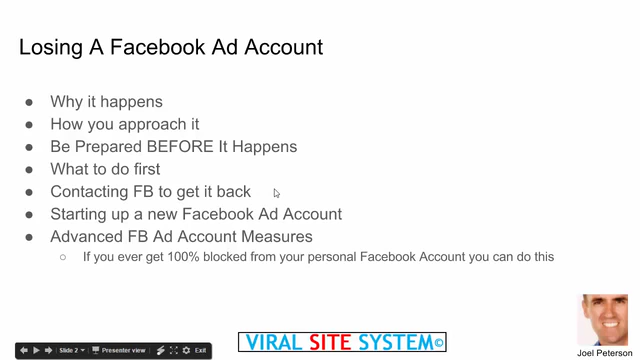 Losing A Facebook Ad Account
● Why it happens
● How you approach it
● Be Prepared BEFORE It Happens
● What to do first
● Contacting FB to get it back
● Starting up a new Facebook Ad Account
● Advanced FB Ad Account Measures
○ If you ever get 100% blocked from your personal Facebook Account you can do this
Slide 2 Presenter view Exit
VIRAL SITE SYSTEM©
Joel Peterson